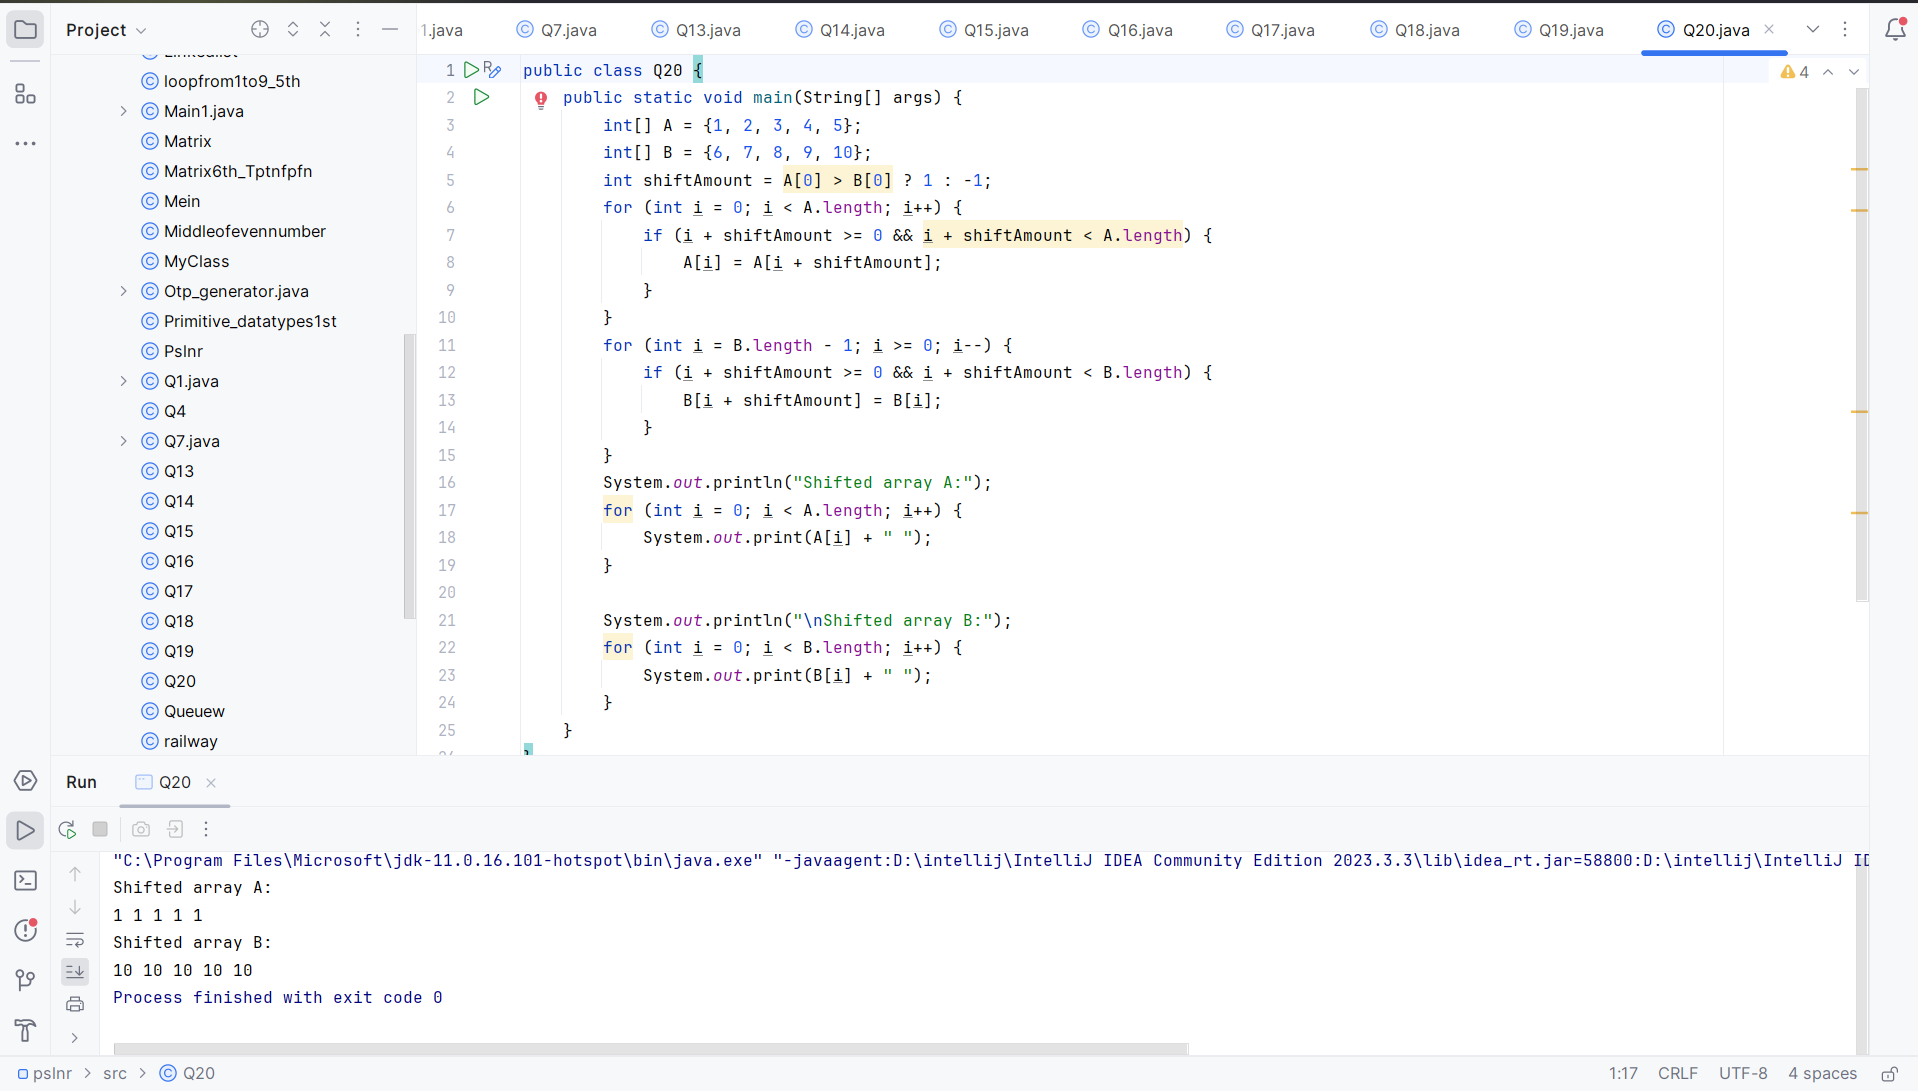 Project
1.java
Q7.java
Q13.java
Q14.java
Q15.java
Q16.java
Q17.java
Q18.java
Q19.java
Q20.java
loopfrom1to9_5th
Main1.java
Matrix
Matrix6th_Tptnfpfn
Mein
Middleofevennumber
MyClass
Otp_generator.java
Primitive_datatypes1st
Pslnr
Q1.java
Q4
Q7.java
Q13
Q14
Q15
Q16
Q17
Q18
Q19
Q20
Queuew
railway
4
1 public class Q20 {
2 public static void main(String[] args) {
3 int[] A = {1, 2, 3, 4, 5};
4 int[] B = {6, 7, 8, 9, 10};
5 int shiftAmount = A[0] > B[0] ? 1 : -1;
6 for (int i = 0; i < A.length; i++) {
7 if (i + shiftAmount >= 0 && i + shiftAmount < A.length) {
8 A[i] = A[i + shiftAmount];
9 }
10 }
11 for (int i = B.length - 1; i >= 0; i--) {
12 if (i + shiftAmount >= 0 && i + shiftAmount < B.length) {
13 B[i + shiftAmount] = B[i];
14 }
15 }
16 System.out.println("Shifted array A:");
17 for (int i = 0; i < A.length; i++) {
18 System.out.print(A[i] + " ");
19 }
20
21 System.out.println("\nShifted array B:");
22 for (int i = 0; i < B.length; i++) {
23 System.out.print(B[i] + " ");
24 }
25 }
Run
Q20
"C:\Program Files\Microsoft\jdk-11.0.16.101-hotspot\bin\java.exe" "-javaagent:D:\intellij\IntelliJ IDEA Community Edition 2023.3.3\lib\idea_rt.jar=58800:D:\intellij\IntelliJ ID
Shifted array A:
1 1 1 1 1
Shifted array B:
10 10 10 10 10
Process finished with exit code 0
pslnr > src > Q20
1:17 CRLF UTF-8 4 spaces